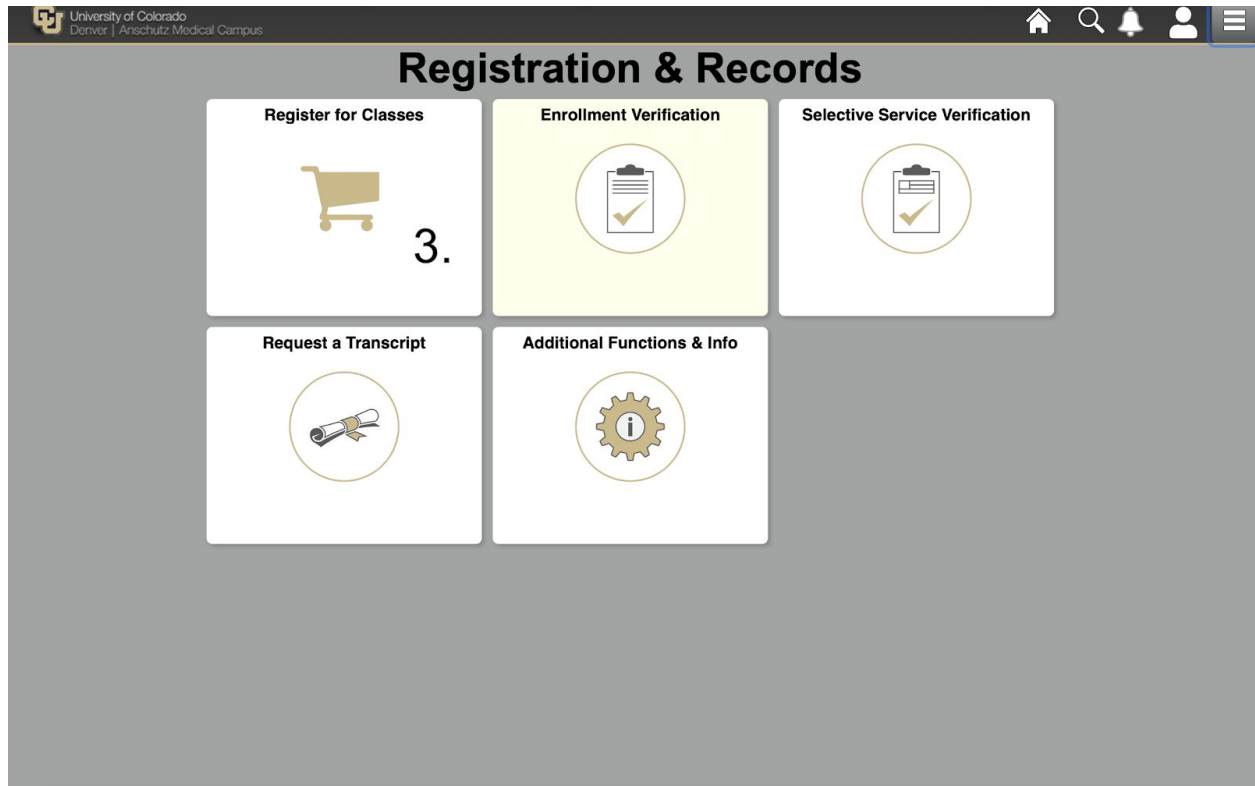 University of Colorado
Denver | Anschutz Medical Campus
Registration & Records
Register for Classes
3.
Enrollment Verification
Selective Service Verification
Request a Transcript
Additional Functions & Info
i